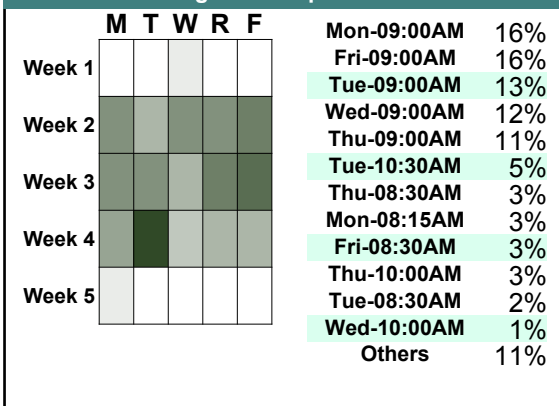 M T W R F
Week 1
Week 2
Week 3
Week 4
Week 5
Mon-09:00AM 16%
Fri-09:00AM 16%
Tue-09:00AM 13%
Wed-09:00AM 12%
Thu-09:00AM 11%
Tue-10:30AM 5%
Thu-08:30AM 3%
Mon-08:15AM 3%
Fri-08:30AM 3%
Thu-10:00AM 3%
Tue-08:30AM 2%
Wed-10:00AM 1%
Others 11%